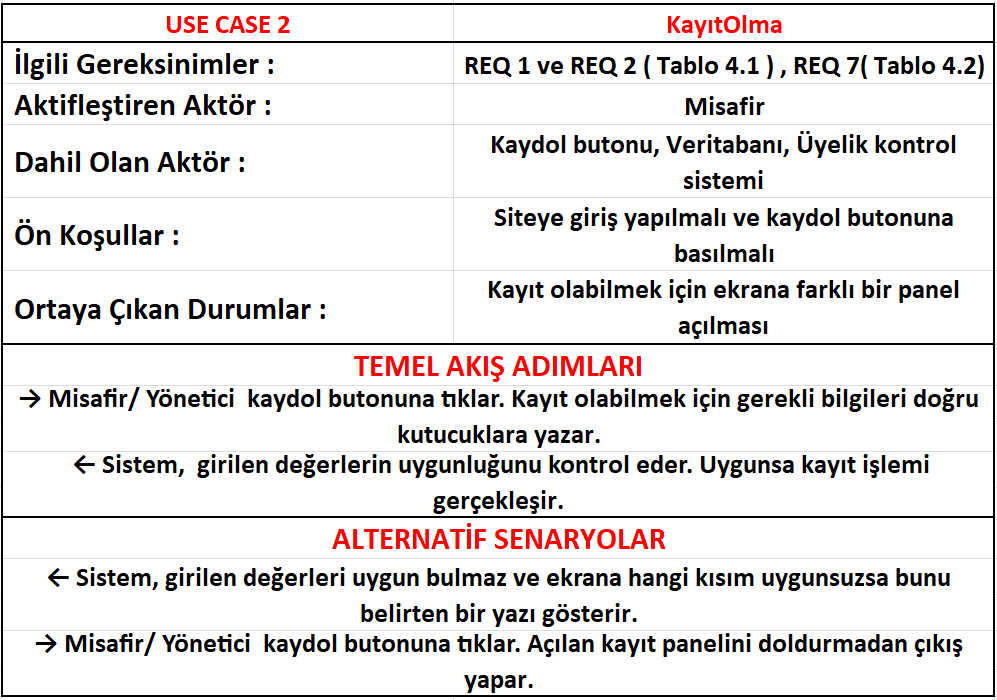 USE CASE 2 KayıtOlma
İlgili Gereksinimler : REQ 1 ve REQ 2 ( Tablo 4.1 ) , REQ 7( Tablo 4.2)
Aktifleştiren Aktör : Misafir
Dahil Olan Aktör : Kaydol butonu, Veritabanı, Üyelik kontrol
sistemi
Ön Koşullar : Siteye giriş yapılmalı ve kaydol butonuna
basılmalı
Ortaya Çıkan Durumlar : Kayıt olabilmek için ekrana farklı bir panel
açılması
TEMEL AKIŞ ADIMLARI
→ Misafir/ Yönetici  kaydol butonuna tıklar. Kayıt olabilmek için gerekli bilgileri doğru
kutucuklara yazar.
← Sistem,  girilen değerlerin uygunluğunu kontrol eder. Uygunsa kayıt işlemi
gerçekleşir.
ALTERNATİF SENARYOLAR
← Sistem, girilen değerleri uygun bulmaz ve ekrana hangi kısım uygunsuzsa bunu
belirten bir yazı gösterir.
→ Misafir/ Yönetici  kaydol butonuna tıklar. Açılan kayıt panelini doldurmadan çıkış
yapar.